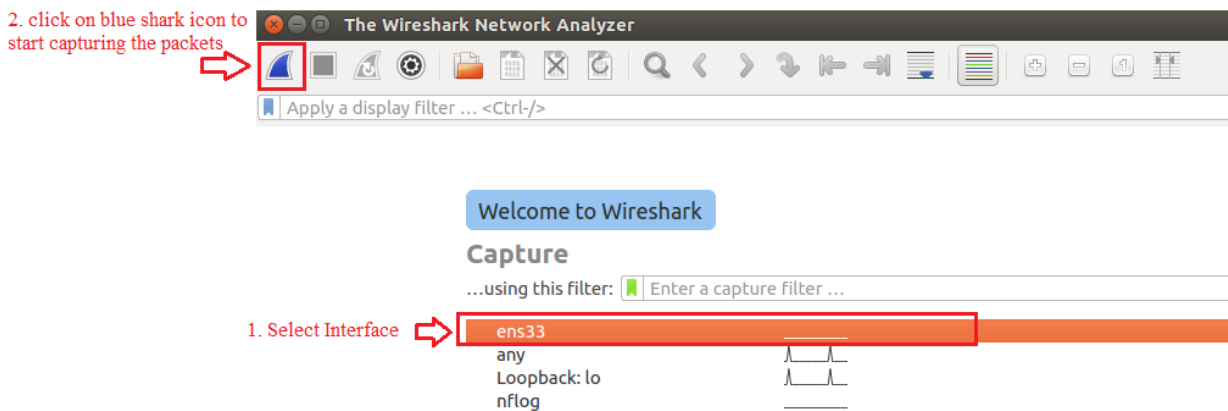 2. click on blue shark icon to
start capturing the packets
The Wireshark Network Analyzer
Apply a display filter … <Ctrl-/>
Welcome to Wireshark
Capture
…using this filter:
Enter a capture filter …
1. Select Interface
ens33
any
Loopback: lo
nflog